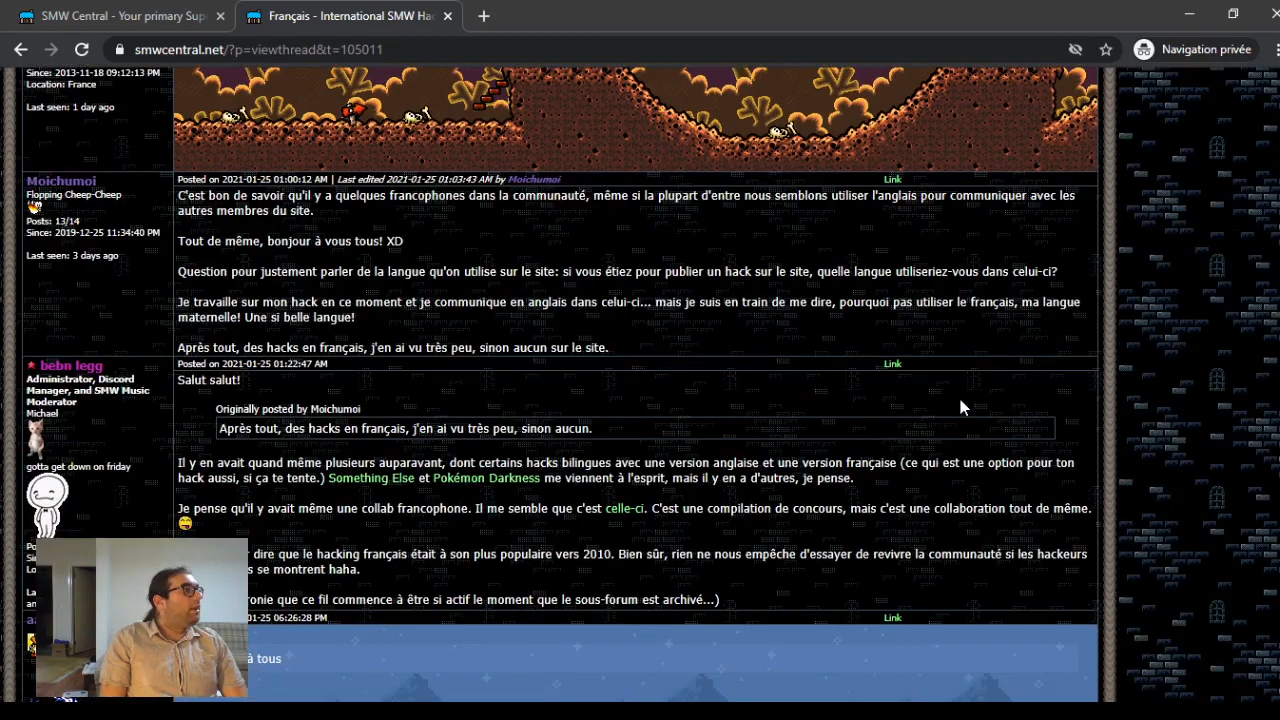 SMW Central - Your primary Sup
Français - International SMW Ha
smwcentral.net/?p=viewthread&t=105011
Navigation privée
Since: 2013-11-18 09:12:13 PM
Location: France
Last seen: 1 day ago
Moichumoi
Flopping Cheep-Cheep
Posts: 13/14
Since: 2019-12-25 11:34:40 PM
Last seen: 3 days ago
Posted on 2021-01-25 01:00:12 AM | Last edited 2021-01-25 01:03:43 AM by Moichumoi
Link
C'est bon de savoir qu'il y a quelques francophones dans la communauté, même si la plupart d'entre nous semblons utiliser l'anglais pour communiquer avec les
autres membres du site.
Tout de même, bonjour à vous tous! XD
Question pour justement parler de la langue qu'on utilise sur le site: si vous étiez pour publier un hack sur le site, quelle langue utiliseriez-vous dans celui-ci?
Je travaille sur mon hack en ce moment et je communique en anglais dans celui-ci... mais je suis en train de me dire, pourquoi pas utiliser le français, ma langue
maternelle! Une si belle langue!
Après tout, des hacks en français, j'en ai vu très peu, sinon aucun sur le site.
bebn legg
Administrator, Discord
Manager, and SMW Music
Moderator
Michael
gotta get down on friday
Posted on 2021-01-25 01:22:47 AM
Link
Salut salut!
Originally posted by Moichumoi
Après tout, des hacks en français, j'en ai vu très peu, sinon aucun.
Il y en avait quand même plusieurs auparavant, dont certains hacks bilingues avec une version anglaise et une version française (ce qui est une option pour ton
hack aussi, si ça te tente.) Something Else et Pokémon Darkness me viennent à l'esprit, mais il y en a d'autres, je pense.
Je pense qu'il y avait même une collab francophone. Il me semble que c'est celle-ci. C'est une compilation de concours, mais c'est une collaboration tout de même.
dire que le hacking français était à son plus populaire vers 2010. Bien sûr, rien ne nous empêche d'essayer de revivre la communauté si les hackeurs
s se montrent haha.
ronie que ce fil commence à être si actif le moment que le sous-forum est archivé...)
01-25 06:26:28 PM
Link
à tous